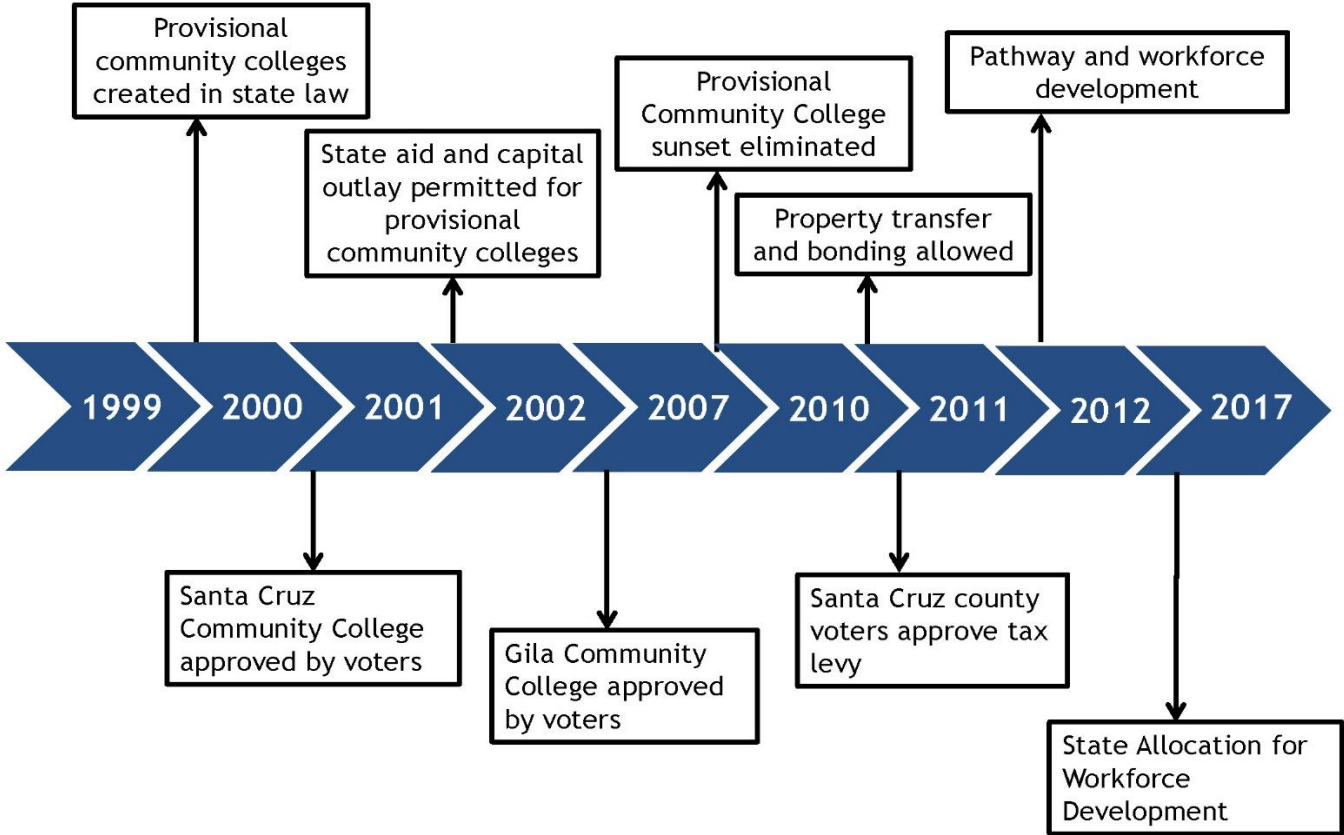 Provisional
community colleges
created in state law
State aid and capital
outlay permitted for
provisional
community colleges
Provisional
Community College
sunset eliminated
Property transfer
and bonding allowed
Pathway and workforce
development
1999
2000
2001
2002
2007
2010
2011
2012
2017
Santa Cruz
Community College
approved by voters
Gila Community
College approved
by voters
Santa Cruz county
voters approve tax
levy
State Allocation for
Workforce
Development